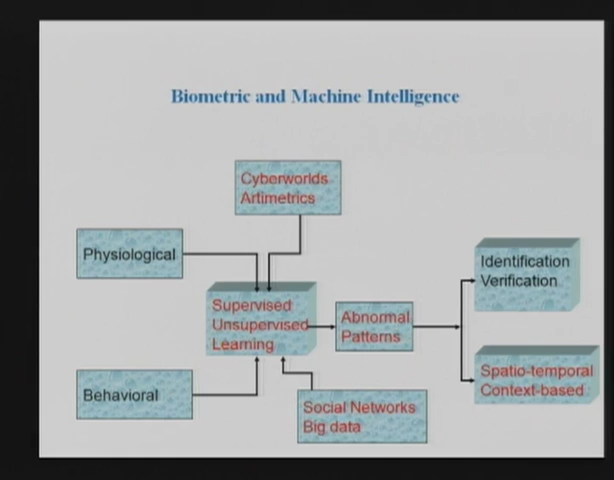 Biometric and Machine Intelligence
Cyberworlds
Artimetrics
Physiological
Identification
Verification
Supervised
Unsupervised
Learning
Abnormal
Patterns
Spatio-temporal
Context-based
Behavioral
Social Networks
Big data